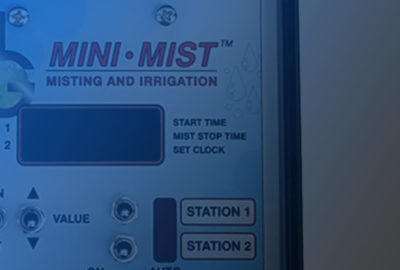 MINI • MIST™
MISTING AND IRRIGATION
1
2
START TIME
MIST STOP TIME
SET CLOCK
VALUE
STATION 1
STATION 2